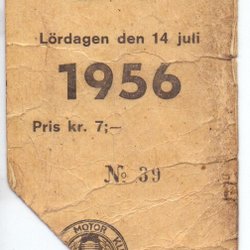 Lördagen den 14 juli
1956
Pris kr. 7;—
No 39
MOTOR